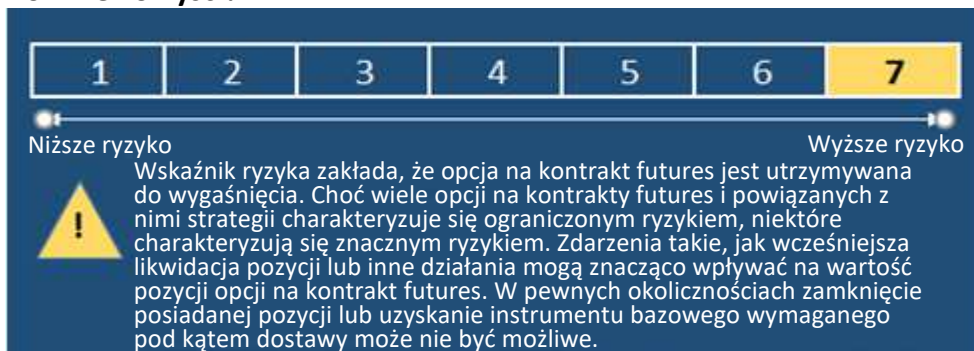 1 2 3 4 5 6 7
Niższe ryzyko Wyższe ryzyko
Wskaźnik ryzyka zakłada, że opcja na kontrakt futures jest utrzymywana
do wygaśnięcia. Choć wiele opcji na kontrakty futures i powiązanych z
nimi strategii charakteryzuje się ograniczonym ryzykiem, niektóre
charakteryzują się znacznym ryzykiem. Zdarzenia takie, jak wcześniejsza
likwidacja pozycji lub inne działania mogą znacząco wpływać na wartość
pozycji opcji na kontrakt futures. W pewnych okolicznościach zamknięcie
posiadanej pozycji lub uzyskanie instrumentu bazowego wymaganego
pod kątem dostawy może nie być możliwe.
!